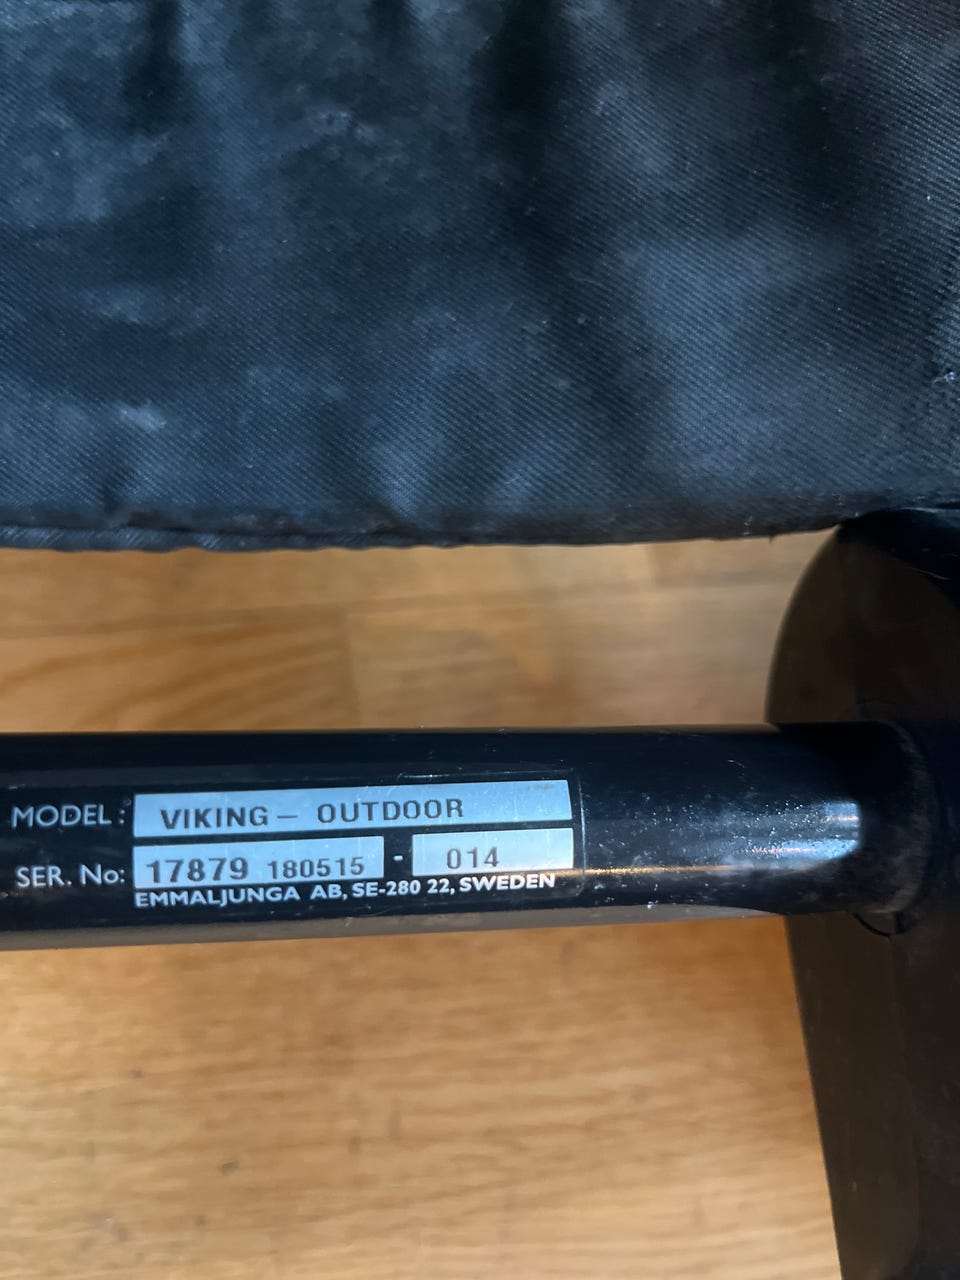 MODEL: VIKING – OUTDOOR
SER. No: 17879 180515 - 014
EMMALJUNGA AB, SE-280 22, SWEDEN